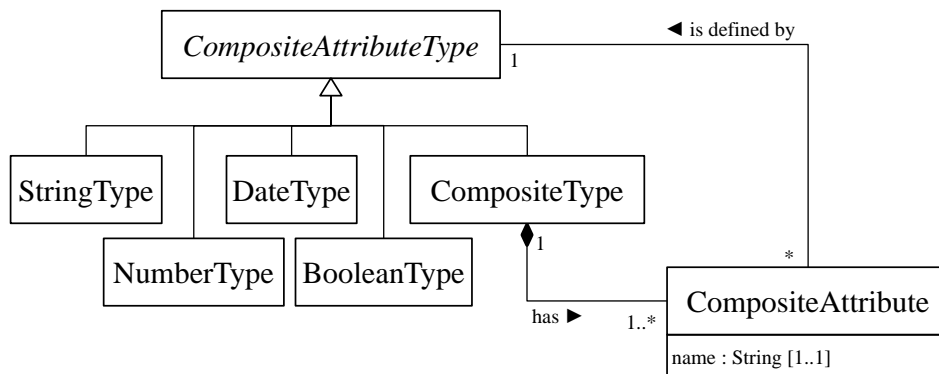 CompositeAttributeType
◄ is defined by
1
StringType
DateType
CompositeType
1
NumberType
BooleanType
*
CompositeAttribute
has ►
1..*
name : String [1..1]